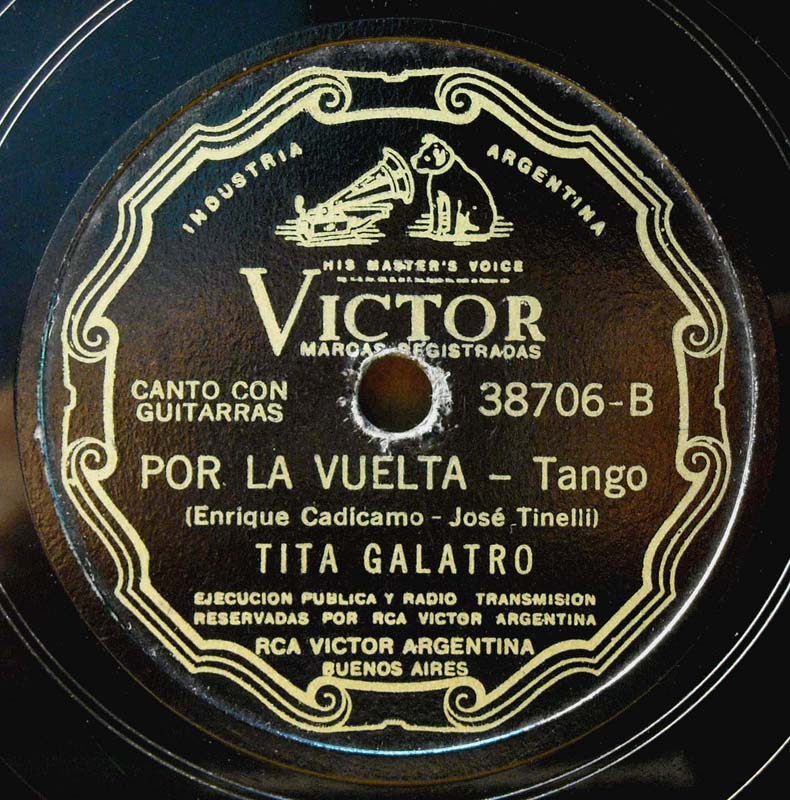 INDUSTRIA ARGENTINA
HIS MASTER'S VOICE
VICTOR
MARCAS REGISTRADAS
CANTO CON
GUITARRAS
38706-B
POR LA VUELTA - Tango
(Enrique Cadicamo - José Tinelli)
TITA GALATRO
EJECUCION PUBLICA Y RADIO TRANSMISION
RESERVADAS POR RCA VICTOR ARGENTINA
RCA VICTOR ARGENTINA
BUENOS AIRES